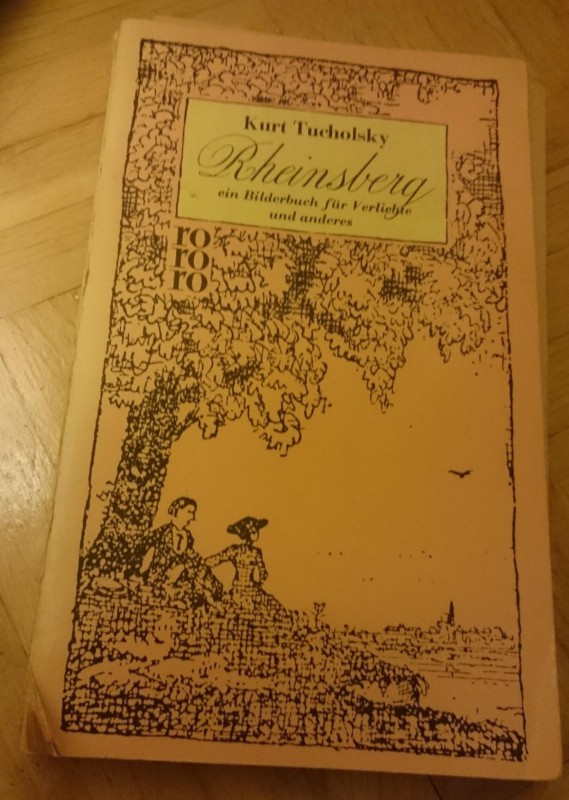 Kurt Tucholsky
Rheinsberg
ein Bilderbuch für Verliebte
und anderes
ro
ro
ro